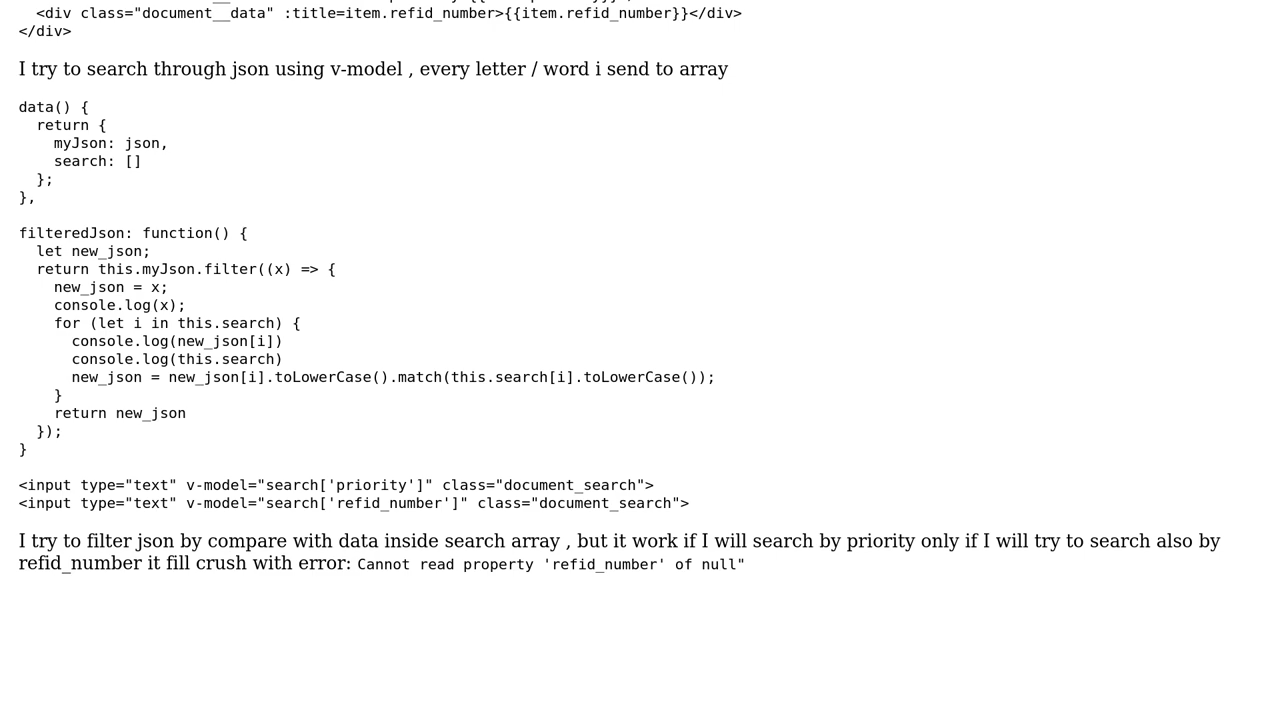 <div class="document__data" :title=item.refid_number>{{item.refid_number}}</div>
</div>
I try to search through json using v-model , every letter / word i send to array
data() {
return {
myJson: json,
search: []
};
},
filteredJson: function() {
let new_json;
return this.myJson.filter((x) => {
new_json = x;
console.log(x);
for (let i in this.search) {
console.log(new_json[i])
console.log(this.search)
new_json = new_json[i].toLowerCase().match(this.search[i].toLowerCase());
}
return new_json
});
}
<input type="text" v-model="search['priority']" class="document_search">
<input type="text" v-model="search['refid_number']" class="document_search">
I try to filter json by compare with data inside search array , but it work if I will search by priority only if I will try to search also by
refid_number it fill crush with error: Cannot read property 'refid_number' of null"